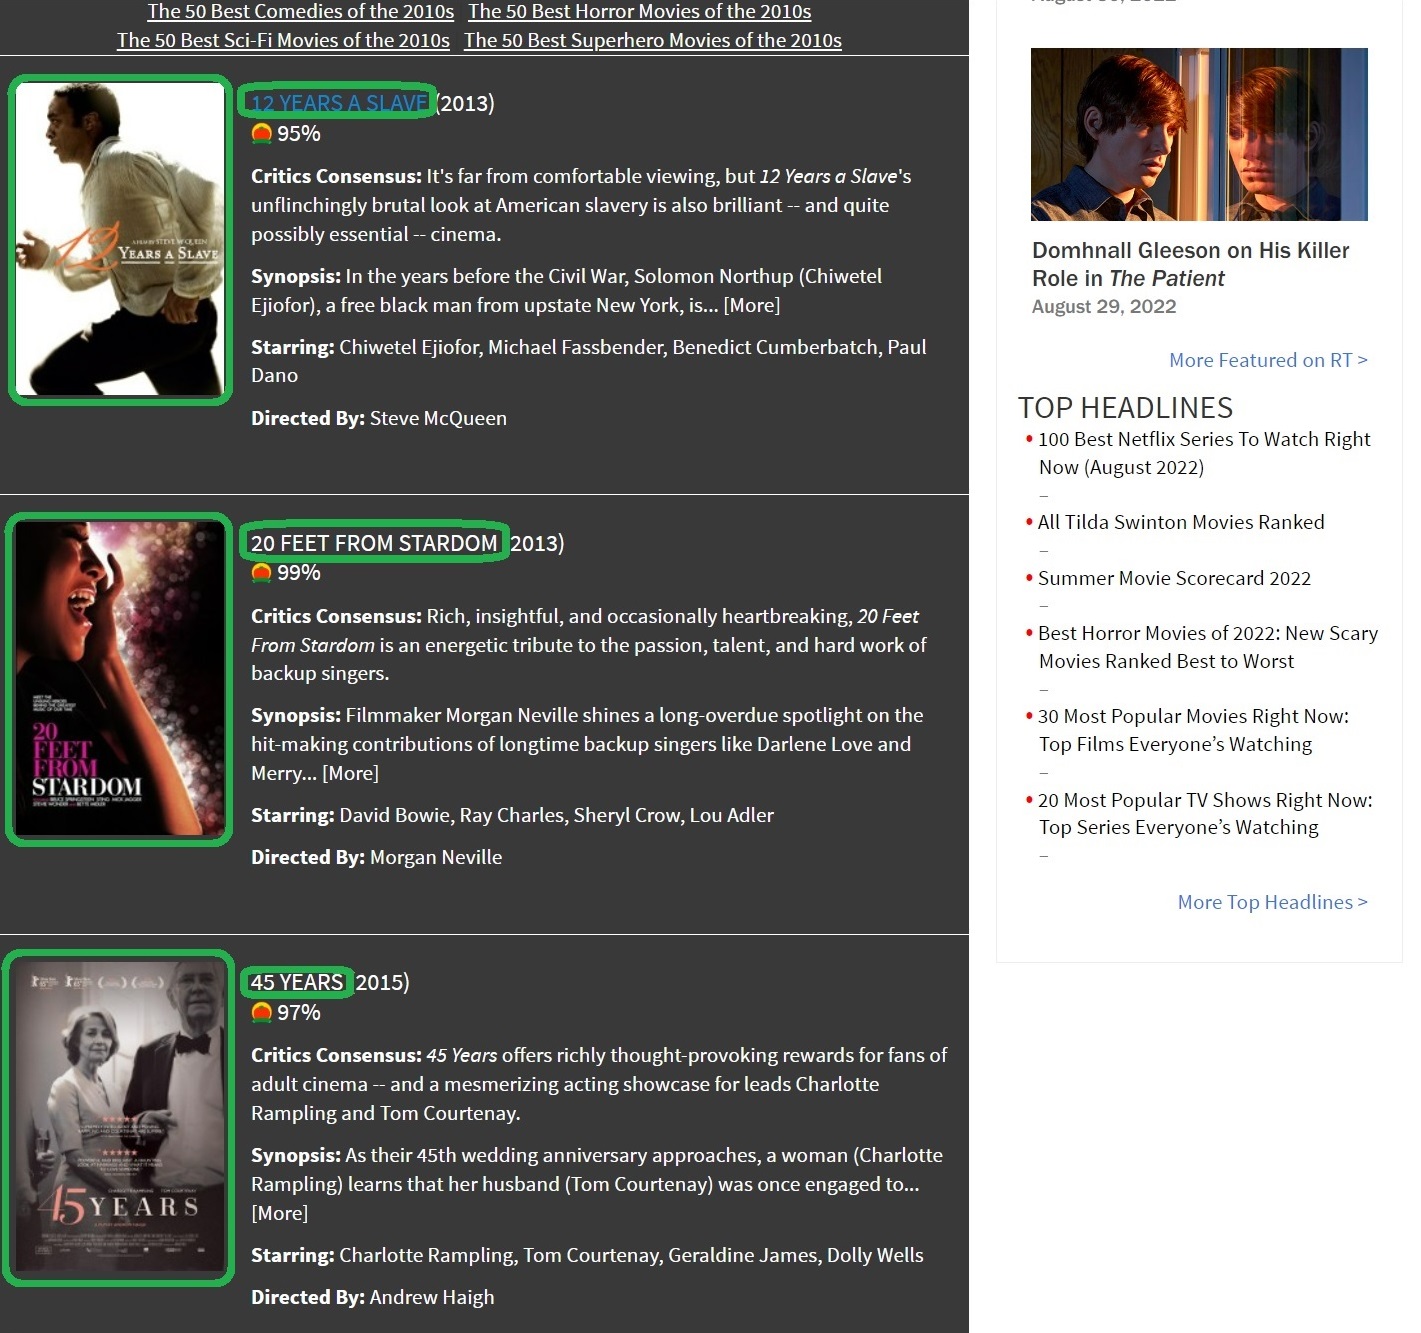 The 50 Best Comedies of the 2010s The 50 Best Horror Movies of the 2010s
The 50 Best Sci-Fi Movies of the 2010s The 50 Best Superhero Movies of the 2010s
A FILM BY STEVE MCQUEEN
12 YEARS A SLAVE
12 YEARS A SLAVE (2013)
95%
Critics Consensus: It's far from comfortable viewing, but 12 Years a Slave's
unflinchingly brutal look at American slavery is also brilliant -- and quite
possibly essential -- cinema.
Synopsis: In the years before the Civil War, Solomon Northup (Chiwetel
Ejiofor), a free black man from upstate New York, is... [More]
Starring: Chiwetel Ejiofor, Michael Fassbender, Benedict Cumberbatch, Paul
Dano
Directed By: Steve McQueen
20
FEET
FROM
STARDOM
20 FEET FROM STARDOM 2013)
99%
Critics Consensus: Rich, insightful, and occasionally heartbreaking, 20 Feet
From Stardom is an energetic tribute to the passion, talent, and hard work of
backup singers.
Synopsis: Filmmaker Morgan Neville shines a long-overdue spotlight on the
hit-making contributions of longtime backup singers like Darlene Love and
Merry... [More]
Starring: David Bowie, Ray Charles, Sheryl Crow, Lou Adler
Directed By: Morgan Neville
45 YEARS
45 YEARS 2015)
97%
Critics Consensus: 45 Years offers richly thought-provoking rewards for fans of
adult cinema -- and a mesmerizing acting showcase for leads Charlotte
Rampling and Tom Courtenay.
Synopsis: As their 45th wedding anniversary approaches, a woman (Charlotte
Rampling) learns that her husband (Tom Courtenay) was once engaged to...
[More]
Starring: Charlotte Rampling, Tom Courtenay, Geraldine James, Dolly Wells
Directed By: Andrew Haigh
Domhnall Gleeson on His Killer
Role in The Patient
August 29, 2022
More Featured on RT >
TOP HEADLINES
• 100 Best Netflix Series To Watch Right
Now (August 2022)
–
• All Tilda Swinton Movies Ranked
–
• Summer Movie Scorecard 2022
–
• Best Horror Movies of 2022: New Scary
Movies Ranked Best to Worst
–
• 30 Most Popular Movies Right Now:
Top Films Everyone's Watching
–
• 20 Most Popular TV Shows Right Now:
Top Series Everyone's Watching
–
More Top Headlines >